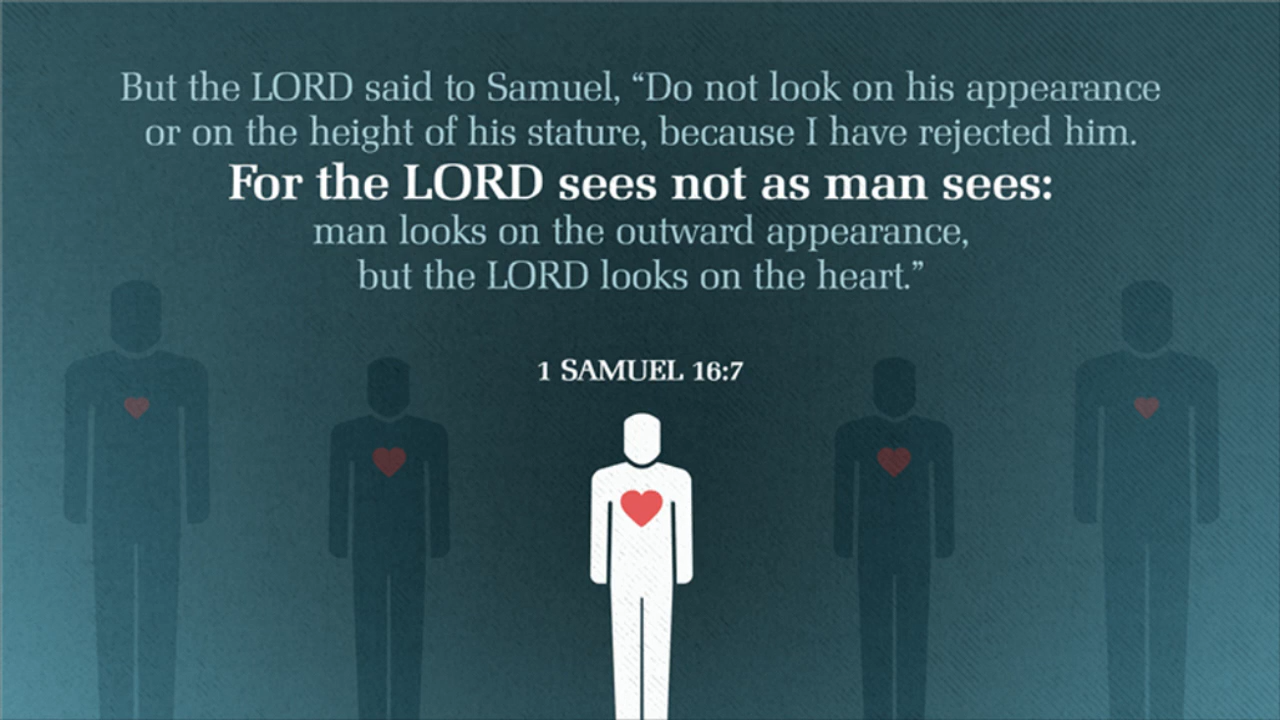 But the LORD said to Samuel, “Do not look on his appearance
or on the height of his stature, because I have rejected him.
For the LORD sees not as man sees:
man looks on the outward appearance,
but the LORD looks on the heart.”
1 SAMUEL 16:7